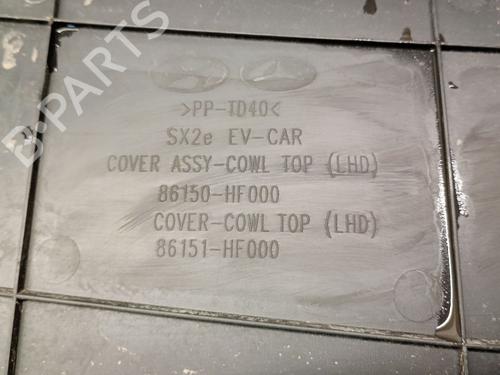 B-PARTS
>PP-TD40<
SX2e EV-CAR
COVER ASSY-COWL TOP (LHD)
86150-HF000
COVER-COWL TOP (LHD)
86151-HF000